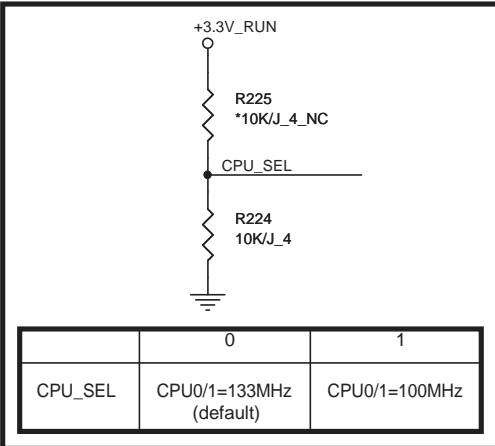 +3.3V_RUN
R225
*10K/J_4_NC
CPU_SEL
R224
10K/J_4
0 1
CPU_SEL CPU0/1=133MHz CPU0/1=100MHz
(default)